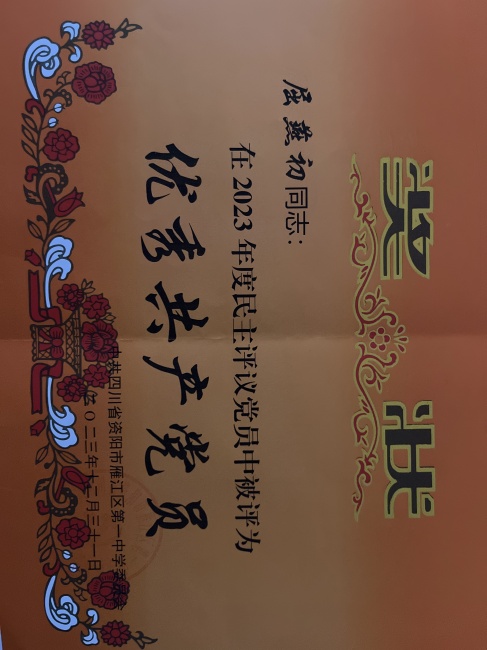 奖状
屈燕初同志：
在2023年度民主评议党员中被评为
优秀共产党员
中共四川省资阳市雁江区第一中学委员会
二〇二三年十二月三十一日